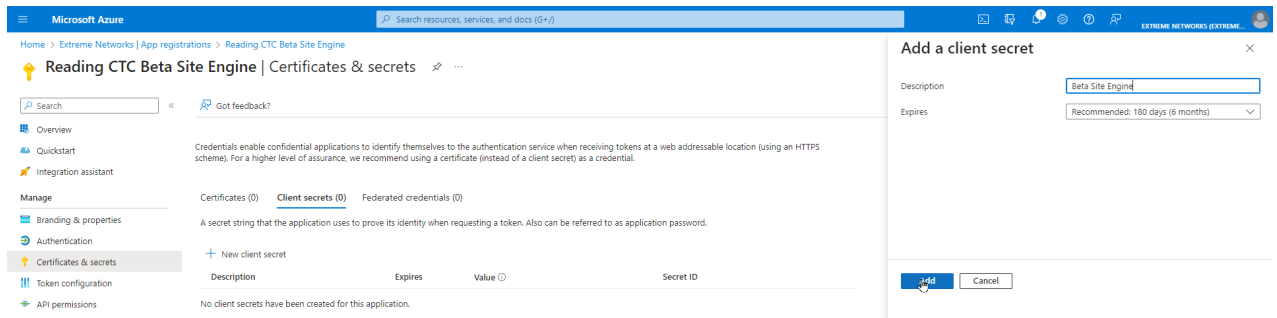 Microsoft Azure
Search resources, services, and docs (G+/)
1
EXTREME NETWORKS (EXTREME...
Home > Extreme Networks | App registrations > Reading CTC Beta Site Engine
Reading CTC Beta Site Engine | Certificates & secrets
Search
Got feedback?
Overview
Quickstart
Integration assistant
Manage
Branding & properties
Authentication
Certificates & secrets
Token configuration
API permissions
Credentials enable confidential applications to identify themselves to the authentication service when receiving tokens at a web addressable location (using an HTTPS
scheme). For a higher level of assurance, we recommend using a certificate (instead of a client secret) as a credential.
Certificates (0) Client secrets (0) Federated credentials (0)
A secret string that the application uses to prove its identity when requesting a token. Also can be referred to as application password.
New client secret
Description Expires Value Secret ID
No client secrets have been created for this application.
Add a client secret
Description Beta Site Engine
Expires Recommended: 180 days (6 months)
Add Cancel